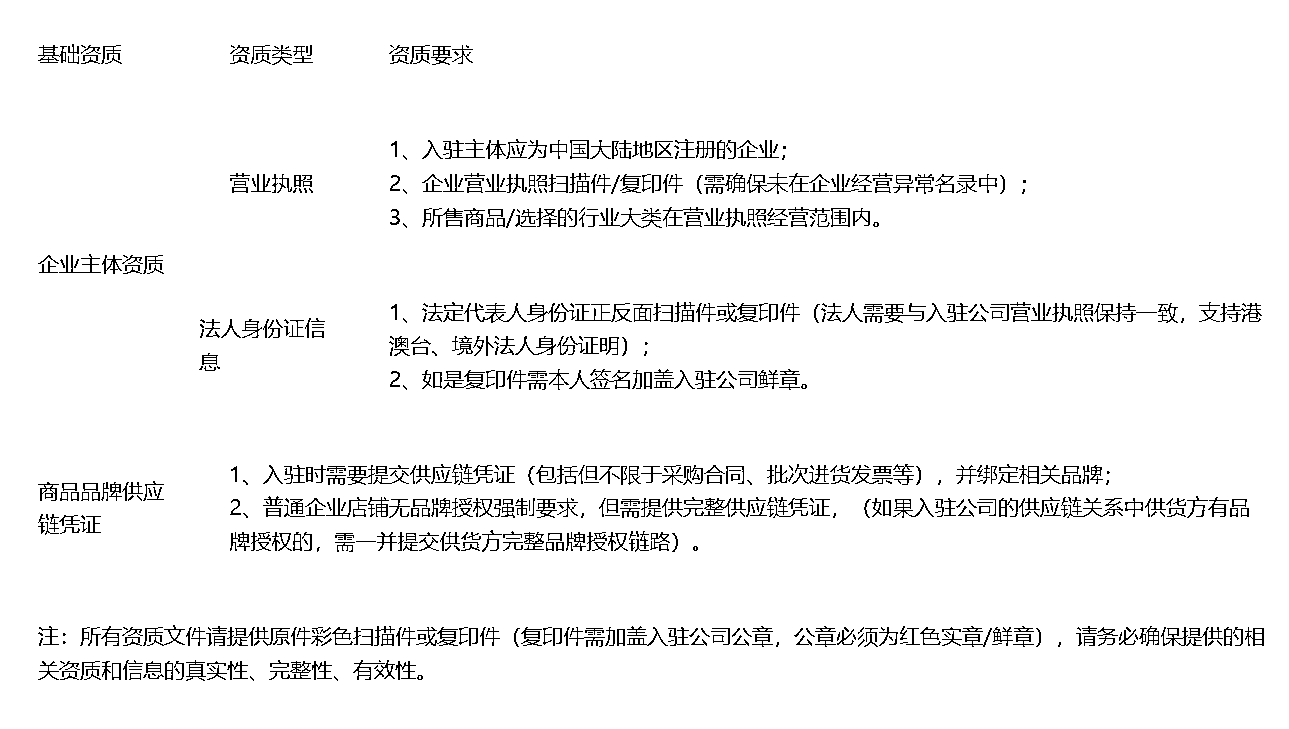 基础资质 资质类型 资质要求
营业执照
1、入驻主体应为中国大陆地区注册的企业；
2、企业营业执照扫描件/复印件（需确保未在企业经营异常名录中）；
3、所售商品/选择的行业大类在营业执照经营范围内。
企业主体资质
法人身份证信
息
1、法定代表人身份证正反面扫描件或复印件（法人需要与入驻公司营业执照保持一致，支持港
澳台、境外法人身份证明）；
2、如是复印件需本人签名加盖入驻公司鲜章。
商品品牌供应
链凭证
1、入驻时需要提交供应链凭证（包括但不限于采购合同、批次进货发票等），并绑定相关品牌；
2、普通企业店铺无品牌授权强制要求，但需提供完整供应链凭证，（如果入驻公司的供应链关系中供货方有品
牌授权的，需一并提交供货方完整品牌授权链路）。
注：所有资质文件请提供原件彩色扫描件或复印件（复印件需加盖入驻公司公章，公章必须为红色实章/鲜章），请务必确保提供的相
关资质和信息的真实性、完整性、有效性。